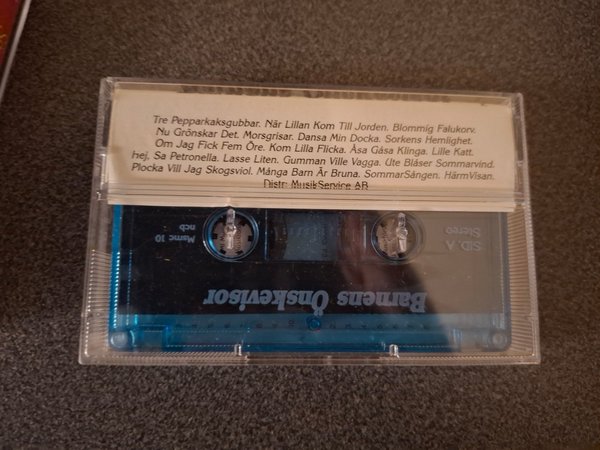 Tre Pepparkaksgubbar. När Lillan Kom Till Jorden. Blommig Falukorv.
Nu Grönskar Det. Morsgrisar. Dansa Min Docka. Sorkens Hemlighet.
Om Jag Fick Fem Öre. Kom Lilla Flicka. Åsa Gåsa Klinga. Lille Katt.
Hej, Sa Petronella. Lasse Liten. Gumman Ville Vagga. Ute Blåser Sommarvind.
Plocka Vill Jag Skogsviol. Många Barn Är Bruna. SommarSången. HärmVisan.
Distr: MusikService AB
SID. A
Stereo
Msmc 10
ncb
Barnens Önskevisor